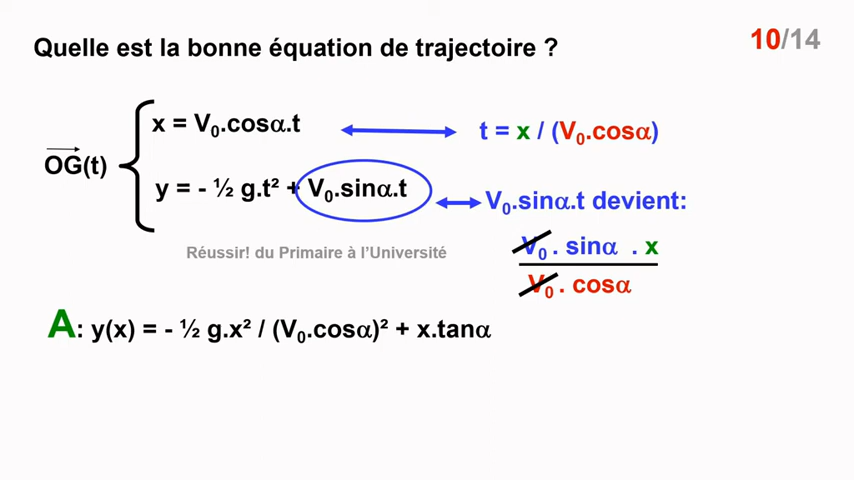 Quelle est la bonne équation de trajectoire ?
10/14
x = V₀.cosα.t
t = x / (V₀.cosα)
OG(t)
y = - ½ g.t² + V₀.sinα.t
V₀.sinα.t devient:
V₀ . sinα . x
Réussir! du Primaire à l’Université
V₀ . cosα
A: y(x) = - ½ g.x² / (V₀.cosα)² + x.tanα